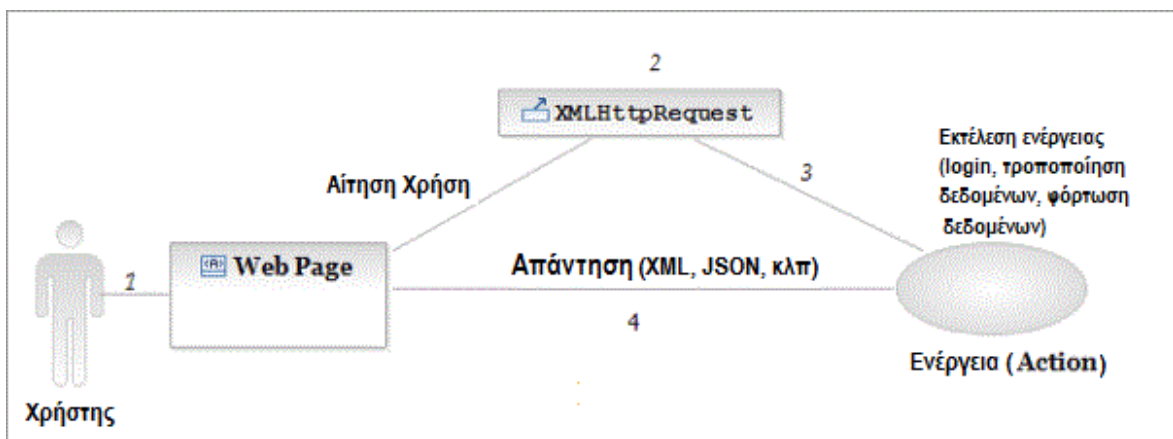 2
XMLHttpRequest
Εκτέλεση ενέργειας
(login, τροποποίηση
δεδομένων, φόρτωση
δεδομένων)
3
Αίτηση Χρήση
Web Page
Απάντηση (XML, JSON, κλπ)
1
4
Ενέργεια (Action)
Χρήστης